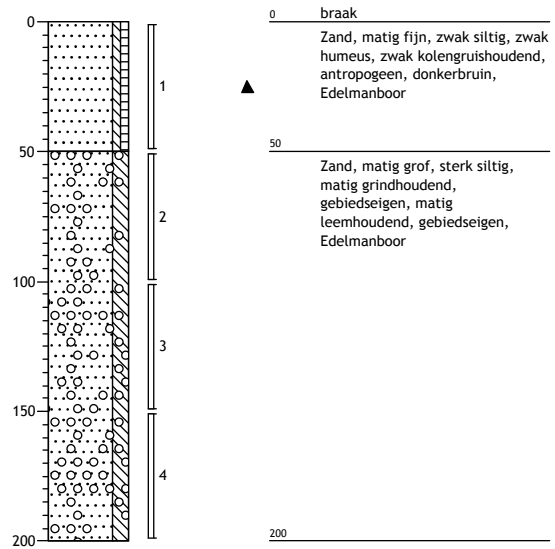 0
50
100
150
200
1
2
3
4
0 braak
Zand, matig fijn, zwak siltig, zwak
humeus, zwak kolengruishoudend,
antropogeen, donkerbruin,
Edelmanboor
50
Zand, matig grof, sterk siltig,
matig grindhoudend,
gebiedseigen, matig
leemhoudend, gebiedseigen,
Edelmanboor
200